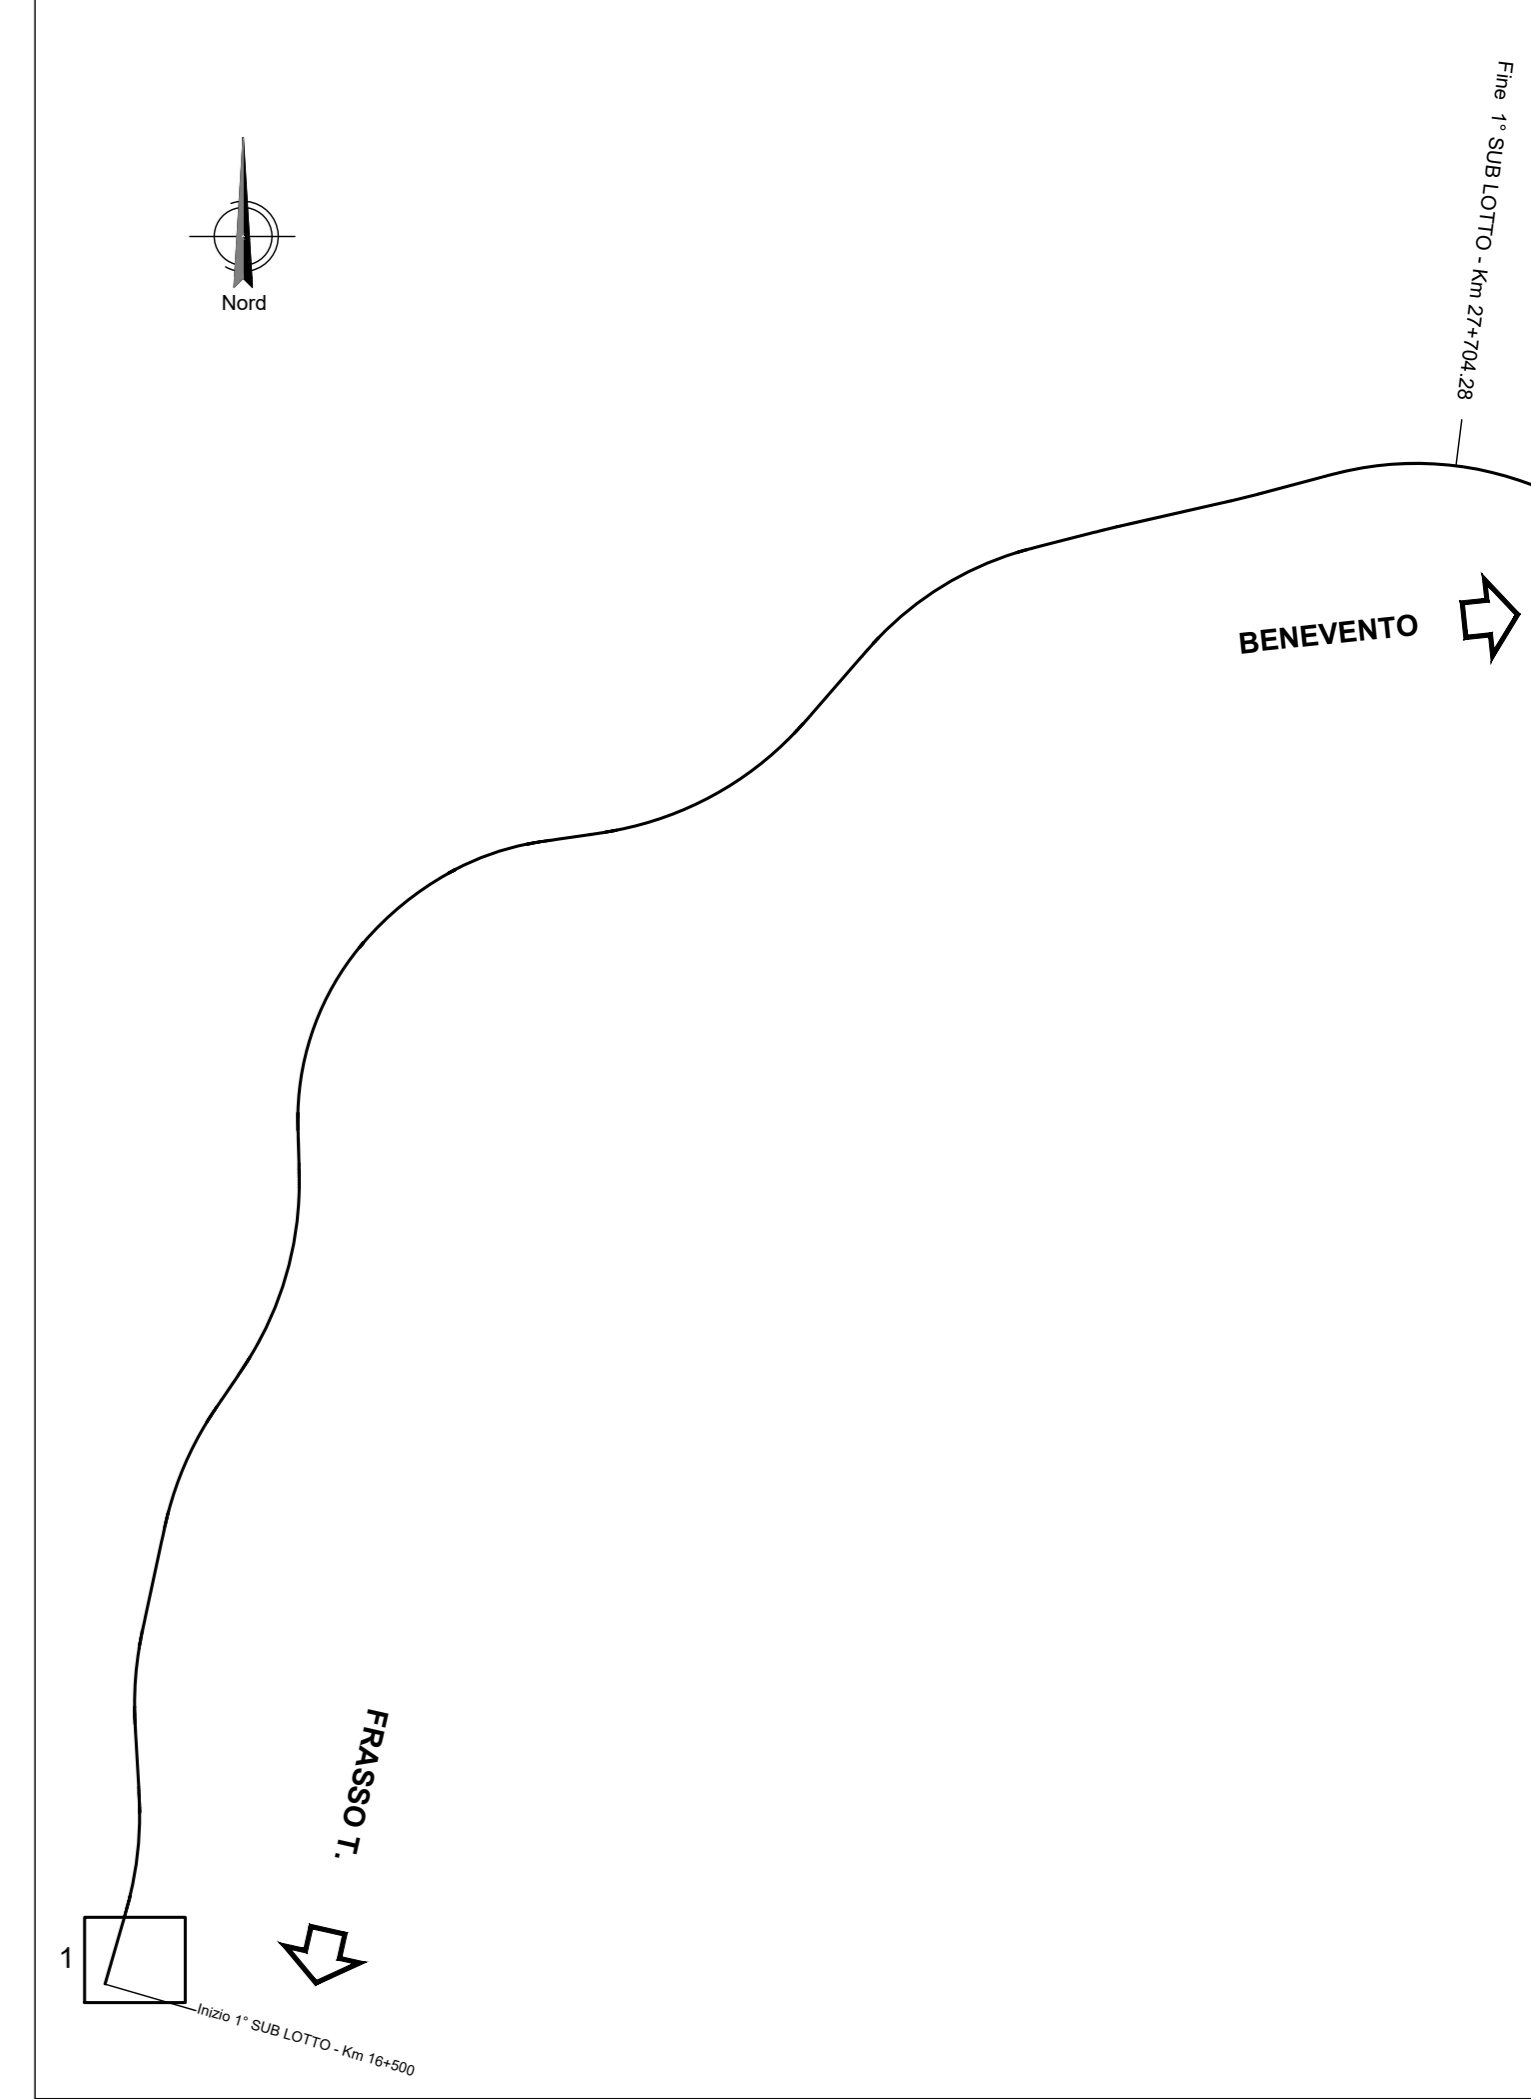 Fine 1° SUB LOTTO - Km 27+704.28
Nord
BENEVENTO
FRASSO T.
1
Inizio 1° SUB LOTTO - Km 16+500